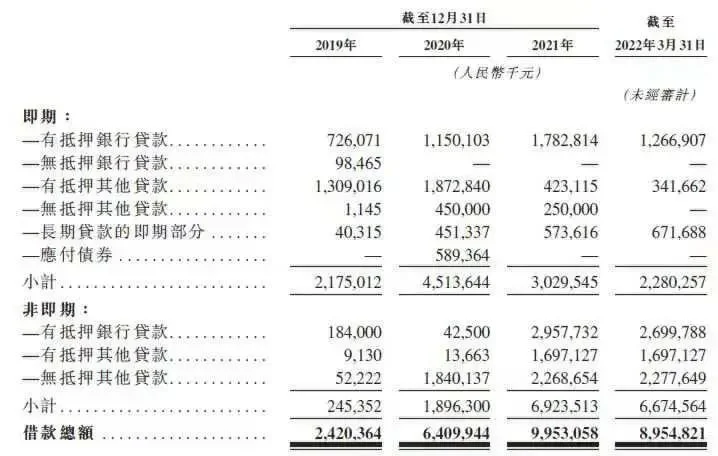 截至12月31日 截至
2019年 2020年 2021年 2022年3月31日
(人民幣千元)
(未經審計)
即期：
—有抵押銀行貸款............ 726,071 1,150,103 1,782,814 1,266,907
—無抵押銀行貸款............ 98,465 — — —
—有抵押其他貸款............ 1,309,016 1,872,840 423,115 341,662
—無抵押其他貸款............ 1,145 450,000 250,000 —
—長期貸款的即期部分....... 40,315 451,337 573,616 671,688
—應付債券.................. — 589,364 — —
小計.......................... 2,175,012 4,513,644 3,029,545 2,280,257
非即期：
—有抵押銀行貸款............ 184,000 42,500 2,957,732 2,699,788
—有抵押其他貸款............ 9,130 13,663 1,697,127 1,697,127
—無抵押其他貸款............ 52,222 1,840,137 2,268,654 2,277,649
小計.......................... 245,352 1,896,300 6,923,513 6,674,564
借款總額..................... 2,420,364 6,409,944 9,953,058 8,954,821